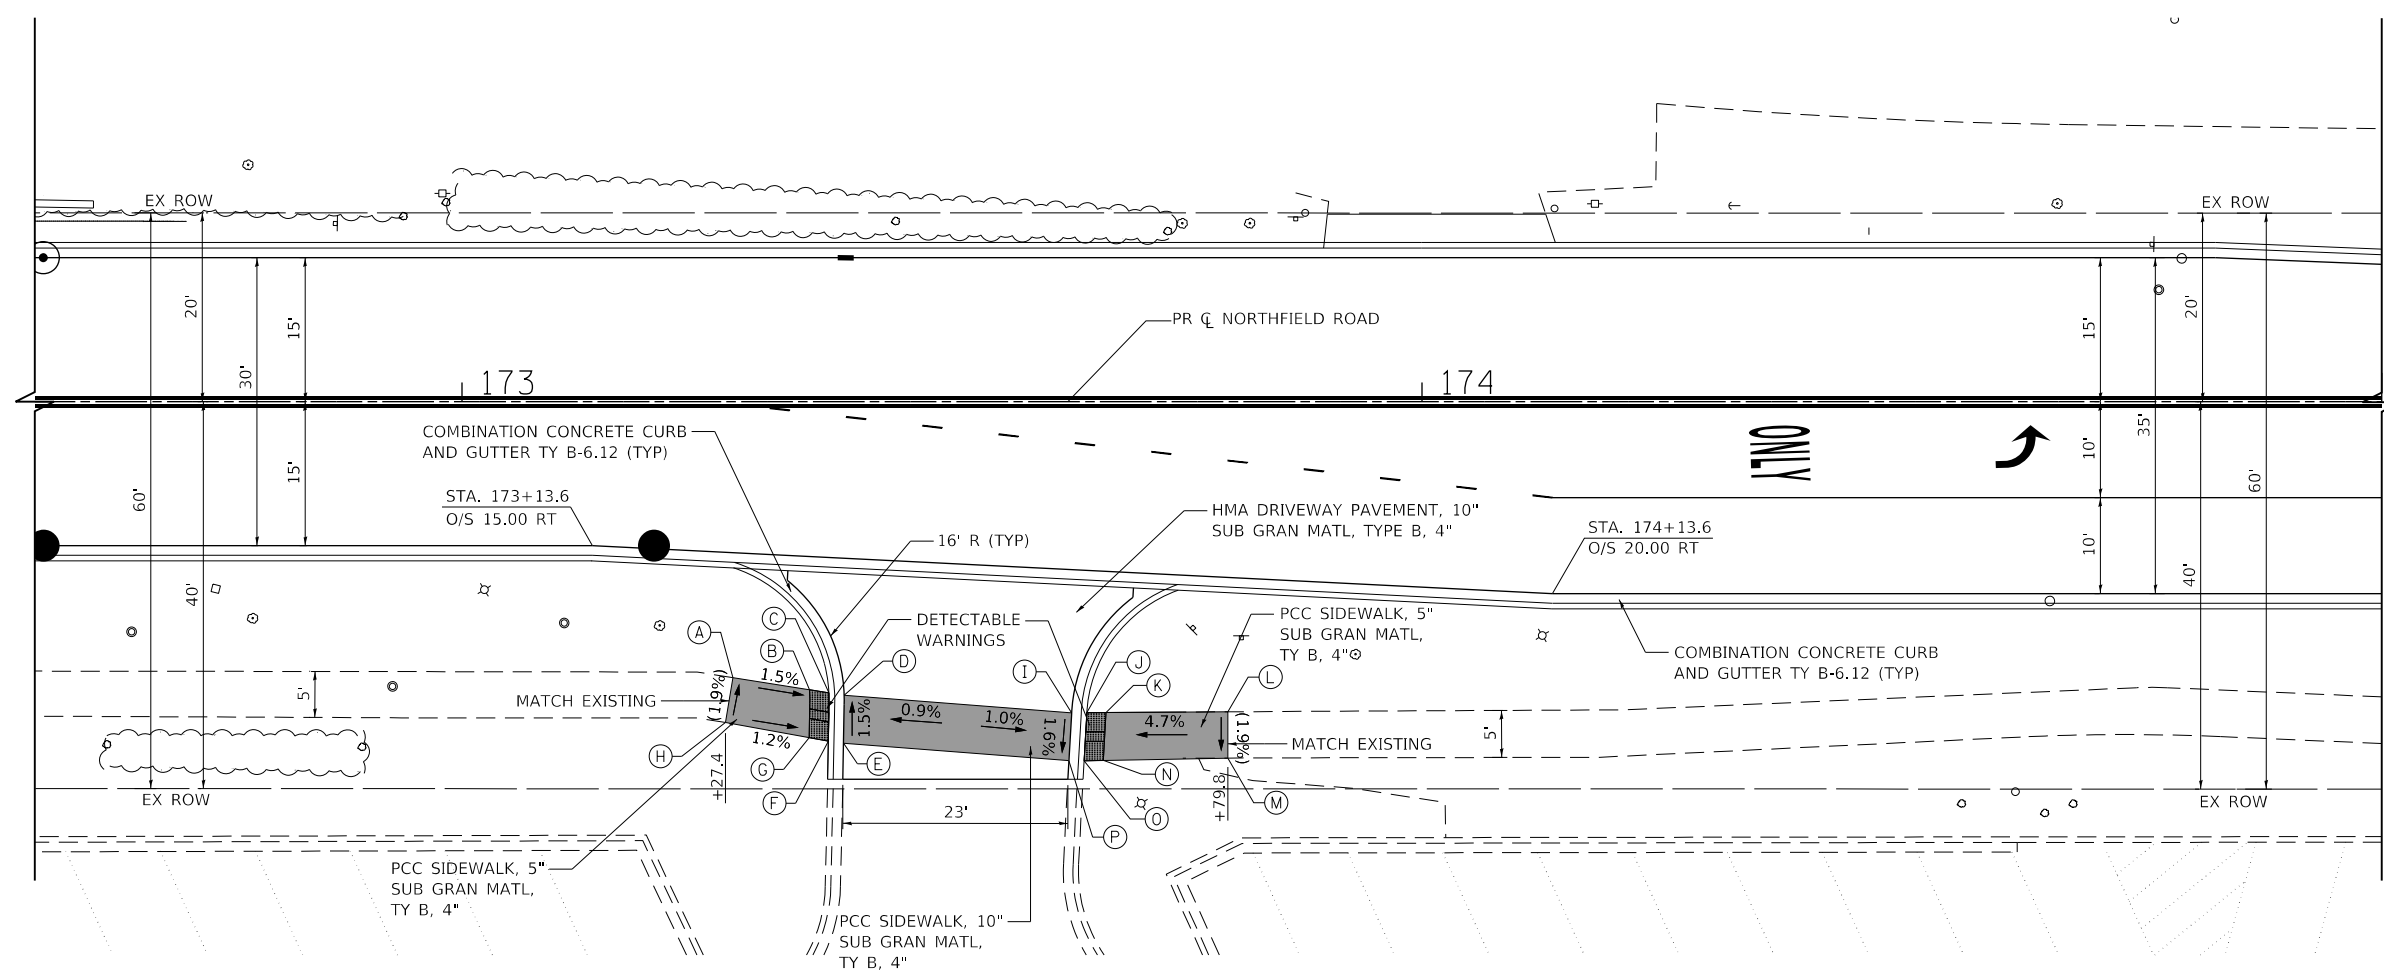 EX ROW
EX ROW
20'
15'
30'
PR ℄ NORTHFIELD ROAD
15'
20'
173
174
COMBINATION CONCRETE CURB
AND GUTTER TY B-6.12 (TYP)
ONLY
35'
10'
15'
60'
60'
STA. 173+13.6
O/S 15.00 RT
HMA DRIVEWAY PAVEMENT, 10"
SUB GRAN MATL, TYPE B, 4"
STA. 174+13.6
O/S 20.00 RT
16' R (TYP)
10'
40'
40'
C
DETECTABLE
WARNINGS
PCC SIDEWALK, 5"
SUB GRAN MATL,
TY B, 4"
A
B
D
I
J
K
L
COMBINATION CONCRETE CURB
AND GUTTER TY B-6.12 (TYP)
5'
MATCH EXISTING
(1.9%)
1.5%
1.5%
0.9%
1.0%
1.6%
4.7%
(1.9%)
5'
MATCH EXISTING
1.2%
H
G
E
F
N
M
O
P
+27.4
+79.8
EX ROW
EX ROW
23'
PCC SIDEWALK, 5"
SUB GRAN MATL,
TY B, 4"
PCC SIDEWALK, 10"
SUB GRAN MATL,
TY B, 4"